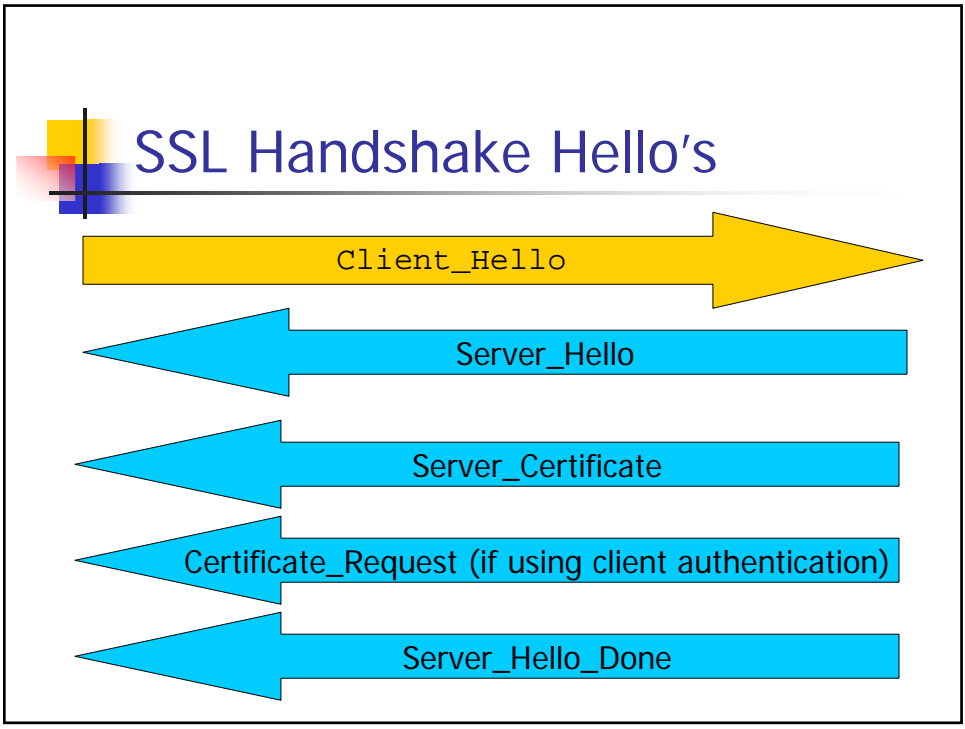 SSL Handshake Hello's
Client_Hello
Server_Hello
Server_Certificate
Certificate_Request (if using client authentication)
Server_Hello_Done